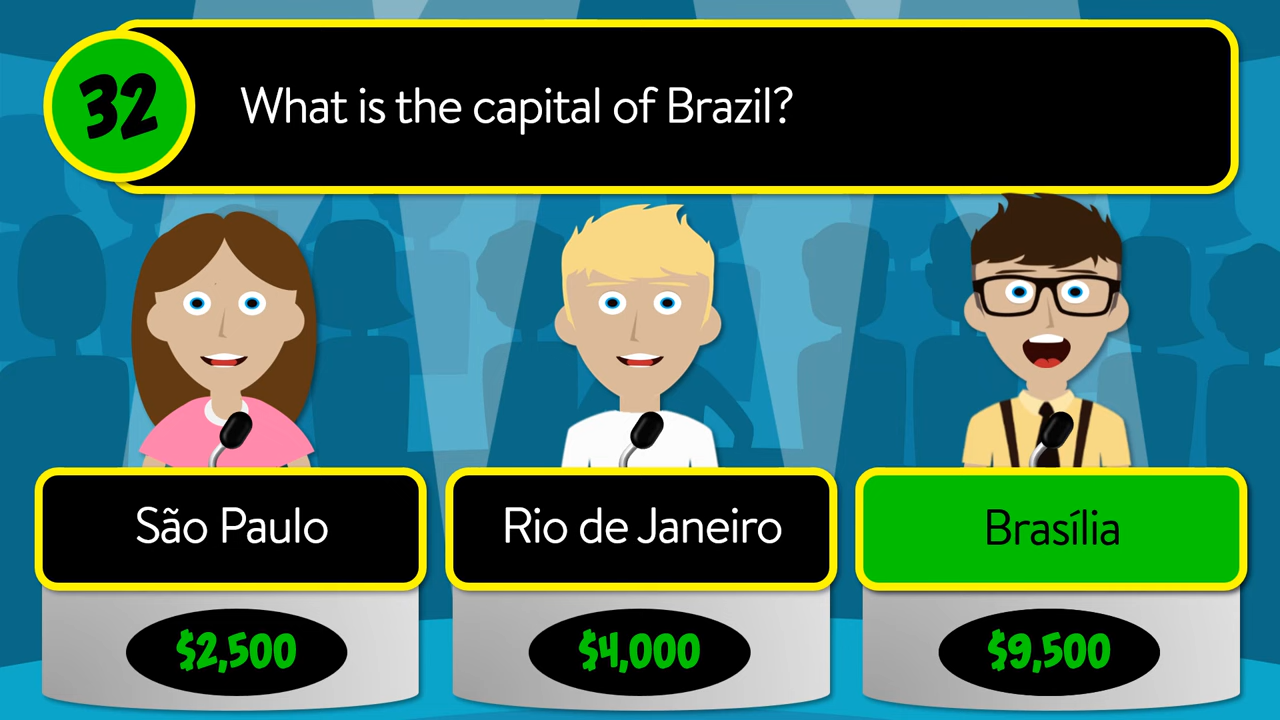 32
What is the capital of Brazil?
São Paulo
Rio de Janeiro
Brasília
$2,500
$4,000
$9,500